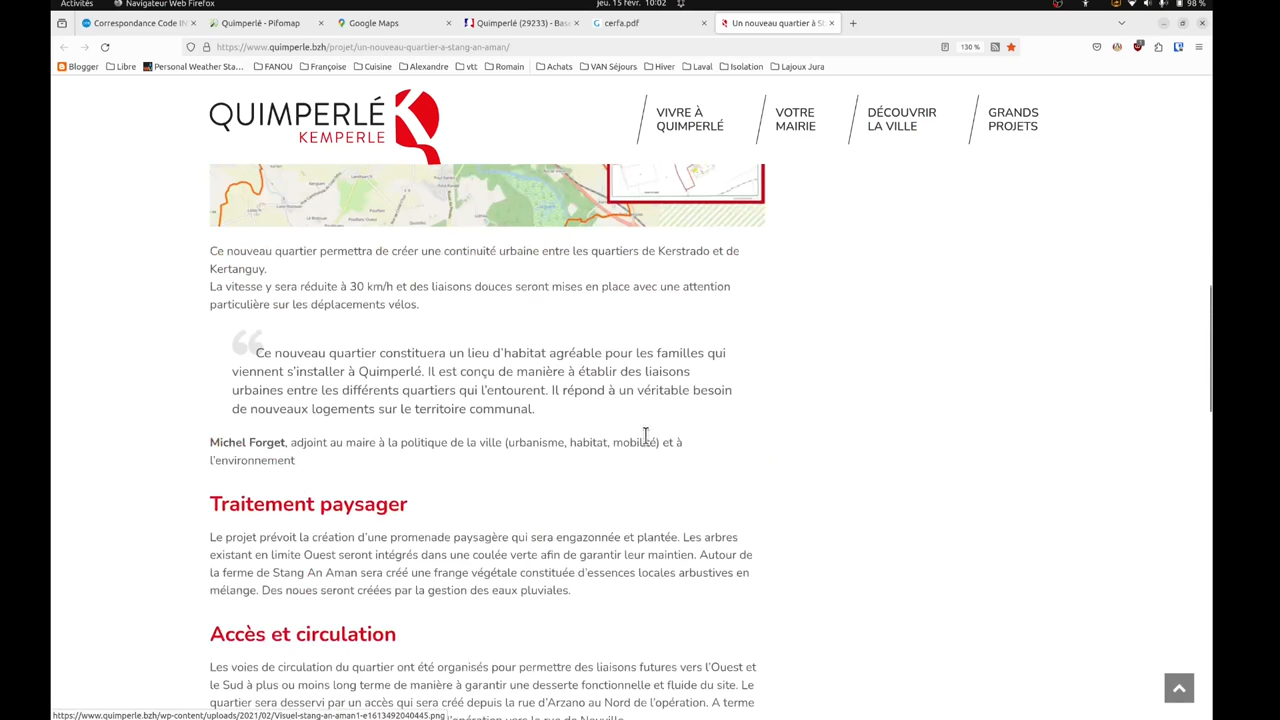 Activités
Navigateur Web Firefox
jeu. 15 févr. 10:02
98 %
Correspondance Code IN
Quimperlé - Pifomap
Google Maps
Quimperlé (29233) - Base
cerfa.pdf
Un nouveau quartier à St
https://www.quimperle.bzh/projet/un-nouveau-quartier-a-stang-an-aman/
130 %
Blogger
Libre
Personal Weather Sta…
FANOU
Françoise
Cuisine
Alexandre
vtt
Romain
Achats
VAN Séjours
Hiver
Laval
Isolation
Lajoux Jura
QUIMPERLÉ
KEMPERLE
VIVRE À
QUIMPERLÉ
VOTRE
MAIRIE
DÉCOUVRIR
LA VILLE
GRANDS
PROJETS
Ce nouveau quartier permettra de créer une continuité urbaine entre les quartiers de Kerstrado et de
Kertanguy.
La vitesse y sera réduite à 30 km/h et des liaisons douces seront mises en place avec une attention
particulière sur les déplacements vélos.
“Ce nouveau quartier constituera un lieu d’habitat agréable pour les familles qui
viennent s’installer à Quimperlé. Il est conçu de manière à établir des liaisons
urbaines entre les différents quartiers qui l’entourent. Il répond à un véritable besoin
de nouveaux logements sur le territoire communal.
Michel Forget, adjoint au maire à la politique de la ville (urbanisme, habitat, mobilité) et à
l’environnement
Traitement paysager
Le projet prévoit la création d’une promenade paysagère qui sera engazonnée et plantée. Les arbres
existant en limite Ouest seront intégrés dans une coulée verte afin de garantir leur maintien. Autour de
la ferme de Stang An Aman sera créé une frange végétale constituée d’essences locales arbustives en
mélange. Des noues seront créées par la gestion des eaux pluviales.
Accès et circulation
Les voies de circulation du quartier ont été organisés pour permettre des liaisons futures vers l’Ouest et
le Sud à plus ou moins long terme de manière à garantir une desserte fonctionnelle et fluide du site. Le
quartier sera desservi par un accès qui sera créé depuis la rue d’Arzano au Nord de l’opération. A terme
https://www.quimperle.bzh/wp-content/uploads/2021/02/Visuel-stang-an-aman1-e1613492040445.png